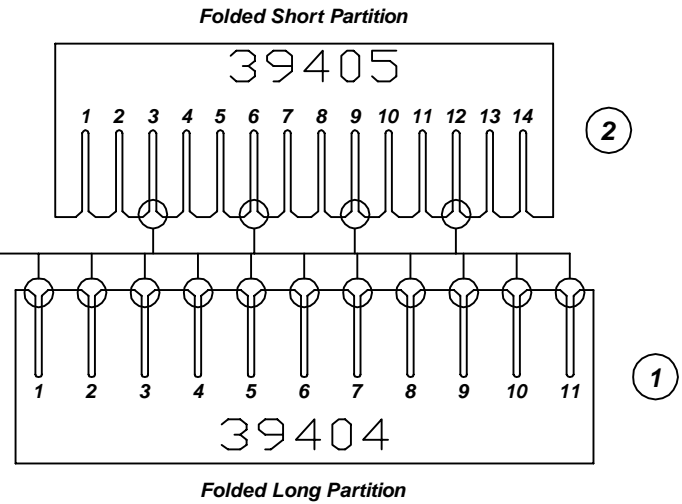 Folded Short Partition
39405
1 2 3 4 5 6 7 8 9 10 11 12 13 14
2
1 2 3 4 5 6 7 8 9 10 11
1
39404
Folded Long Partition